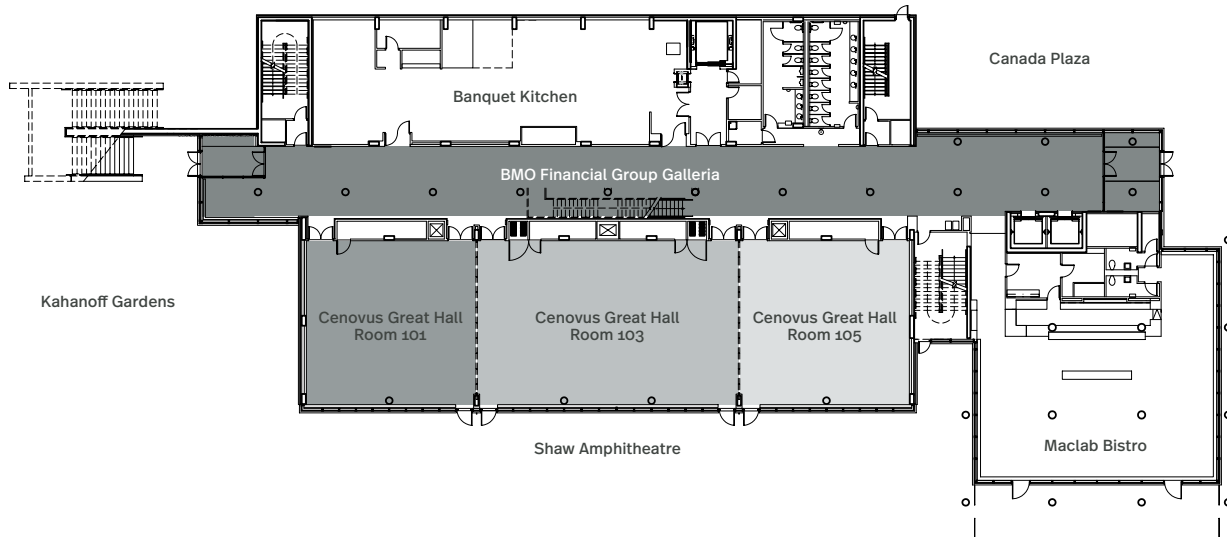 Canada Plaza
Banquet Kitchen
BMO Financial Group Galleria
Kahanoff Gardens
Cenovus Great Hall
Room 101
Cenovus Great Hall
Room 103
Cenovus Great Hall
Room 105
Shaw Amphitheatre
Maclab Bistro